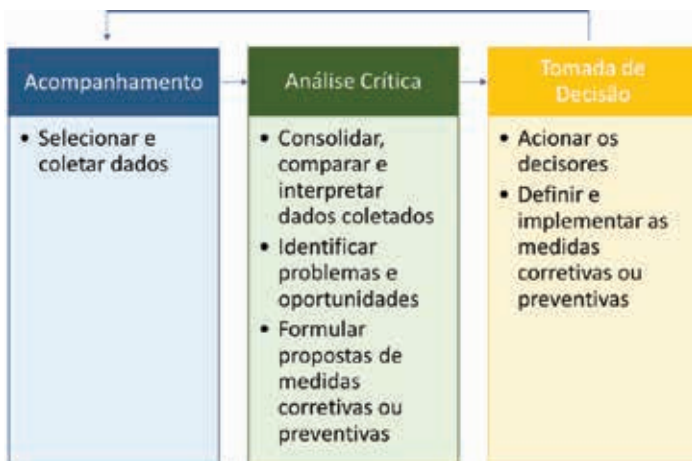 Acompanhamento
• Selecionar e
coletar dados
Análise Crítica
• Consolidar,
comparar e
interpretar
dados coletados
• Identificar
problemas e
oportunidades
• Formular
propostas de
medidas
corretivas ou
preventivas
Tomada de
Decisão
• Acionar os
decisores
• Definir e
implementar as
medidas
corretivas ou
preventivas